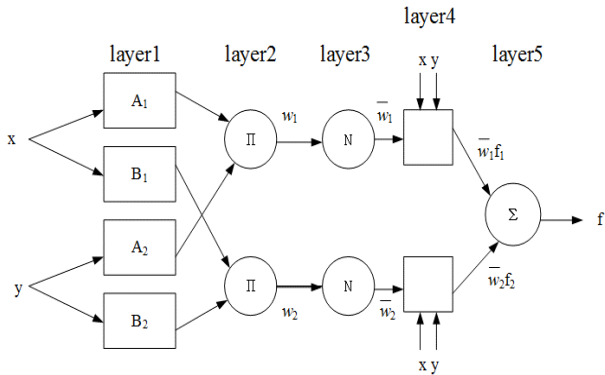 layer4
layer1 layer2 layer3 layer5
x y
A₁
w₁
w̅₁
x
Π
N
w̅₁f₁
B₁
Σ
f
A₂
w̅₂f₂
y
Π
N
B₂
w₂
w̅₂
x y